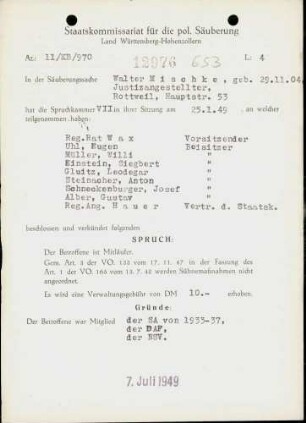 Staatskommissariat für die pol. Säuberung
Land Württemberg-Hohenzollern
Az: 11/KB/970
L: 4
12976 653
In der Säuberungssache Walter Mischke, geb. 29.11.04,
Justizangestellter,
Rottweil, Hauptstr. 53
hat die Spruchkammer VII in ihrer Sitzung am 25.1.49 , an welcher
teilgenommen haben:
Reg.Rat Wax Vorsitzender
Uhl, Eugen Beisitzer
Müller, Willi "
Einstein, Siegbert "
Gluitz, Leodegar "
Steinacher, Anton "
Schneckenburger, Josef "
Alber, Gustav "
Reg.Ang. Hauer Vertr. d. Staatsk.
beschlossen und verkündet folgenden
SPRUCH:
Der Betroffene ist Mitläufer.
Gem. Art. 4 der VO. 133 vom 17. 11. 47 in der Fassung des
Art. 1 der VO. 166 vom 13. 7. 48 werden Sühnemaßnahmen nicht
angeordnet.
Es wird eine Verwaltungsgebühr von DM 10.- erhoben.
Gründe:
Der Betroffene war Mitglied der SA von 1933-37,
der DAF,
der NSV.
7. Juli 1949